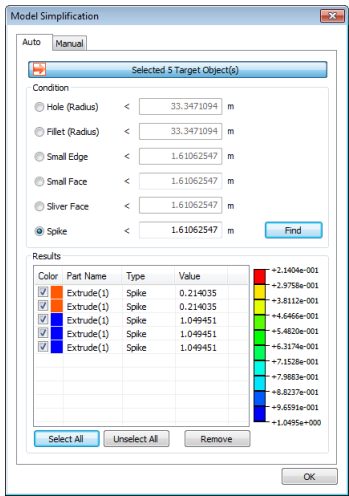 Model Simplification
Auto Manual
Selected 5 Target Object(s)
Condition
Hole (Radius) < 33.3471094 m
Fillet (Radius) < 33.3471094 m
Small Edge < 1.61062547 m
Small Face < 1.61062547 m
Sliver Face < 1.61062547 m
Spike < 1.61062547 m Find
Results
Color Part Name Type Value
Extrude(1) Spike 0.214035
Extrude(1) Spike 0.214035
Extrude(1) Spike 1.049451
Extrude(1) Spike 1.049451
Extrude(1) Spike 1.049451
+2.1404e-001
+2.9758e-001
+3.8112e-001
+4.6466e-001
+5.4820e-001
+6.3174e-001
+7.1528e-001
+7.9883e-001
+8.8237e-001
+9.6591e-001
+1.0495e+000
Select All Unselect All Remove
OK